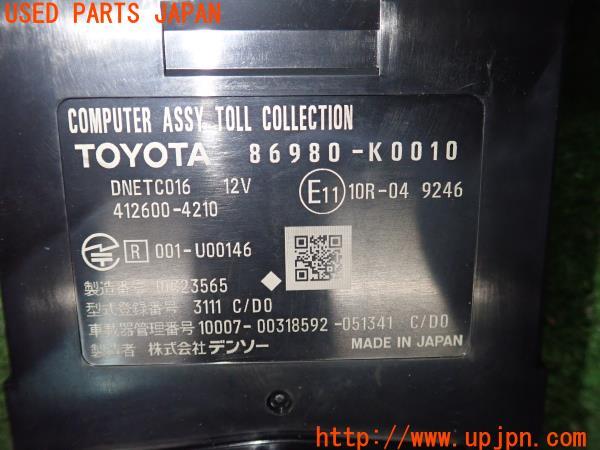 USED PARTS JAPAN
COMPUTER ASSY TOLL COLLECTION
TOYOTA 86980-K0010
DNETC016 12V
E11 10R-04 9246
412600-4210
R 001-U00146
製造番号
型式登録番号 3111 C/D0
車載器管理番号 10007-00318592-051341 C/D0
製造者 株式会社デンソー MADE IN JAPAN
http://www.upjpn.com